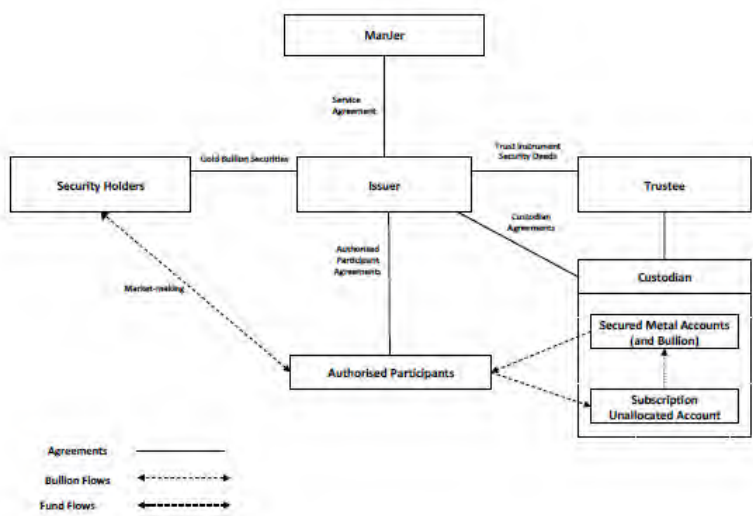 ManJer
Service
Agreement
Gold Bullion Securities
Trust Instrument
Security Deeds
Security Holders
Issuer
Trustee
Custodian
Agreements
Authorised
Participant
Agreements
Custodian
Market-making
Secured Metal Accounts
(and Bullion)
Authorised Participants
Subscription
Unallocated Account
Agreements
Bullion Flows
Fund Flows